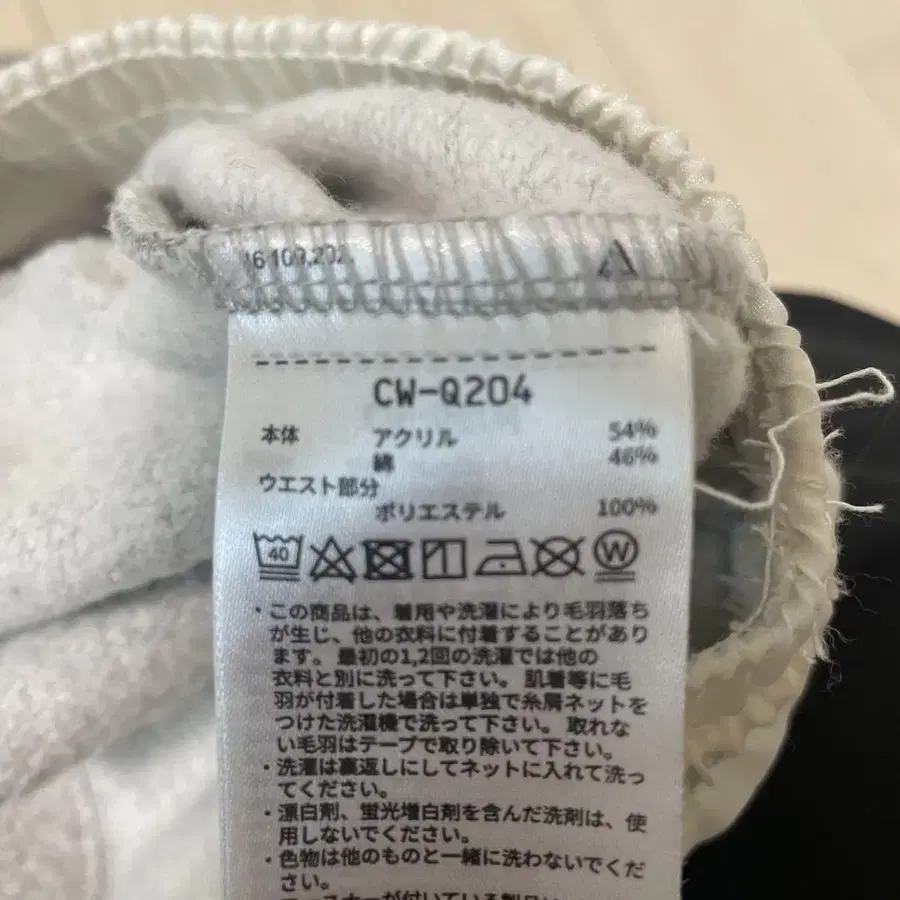 CW-Q204
本体 アクリル 54%
綿 46%
ウエスト部分
ポリエステル 100%
40 W
・この商品は、着用や洗濯により毛羽落ち
が生じ、他の衣料に付着することがあり
ます。最初の1,2回の洗濯では他の
衣料と別に洗って下さい。肌着等に毛
羽が付着した場合は単独で糸屑ネットを
つけた洗濯機で洗って下さい。取れな
い毛羽はテープで取り除いて下さい。
・洗濯は裏返しにしてネットに入れて洗っ
てください。
・漂白剤、蛍光増白剤を含んだ洗剤は、使
用しないでください。
・色物は他のものと一緒に洗わないでくだ
さい。